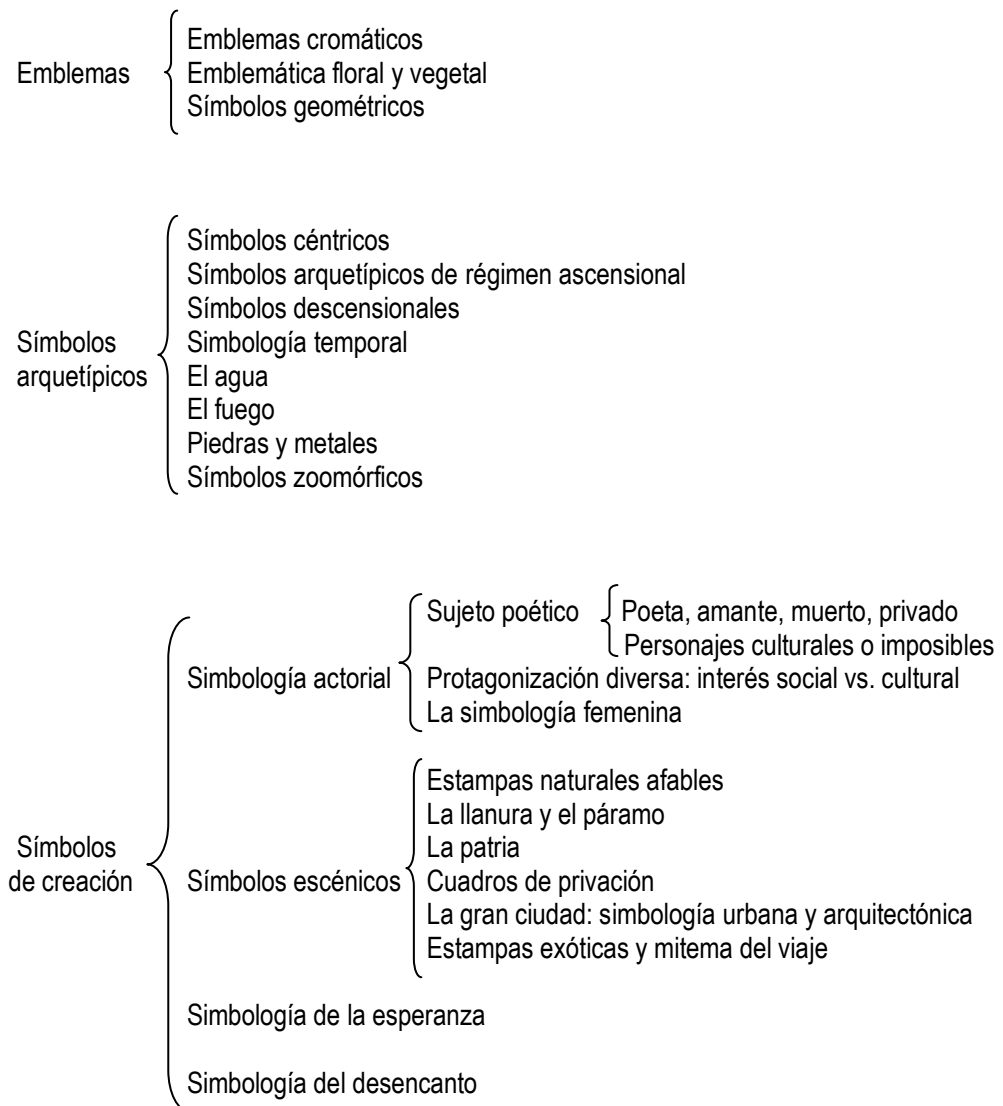 Emblemas
Emblemas cromáticos
Emblemática floral y vegetal
Símbolos geométricos
Símbolos
arquetípicos
Símbolos céntricos
Símbolos arquetípicos de régimen ascensional
Símbolos descensionales
Simbología temporal
El agua
El fuego
Piedras y metales
Símbolos zoomórficos
Símbolos
de creación
Simbología actorial
Sujeto poético
Poeta, amante, muerto, privado
Personajes culturales o imposibles
Protagonización diversa: interés social vs. cultural
La simbología femenina
Símbolos escénicos
Estampas naturales afables
La llanura y el páramo
La patria
Cuadros de privación
La gran ciudad: simbología urbana y arquitectónica
Estampas exóticas y mitema del viaje
Simbología de la esperanza
Simbología del desencanto